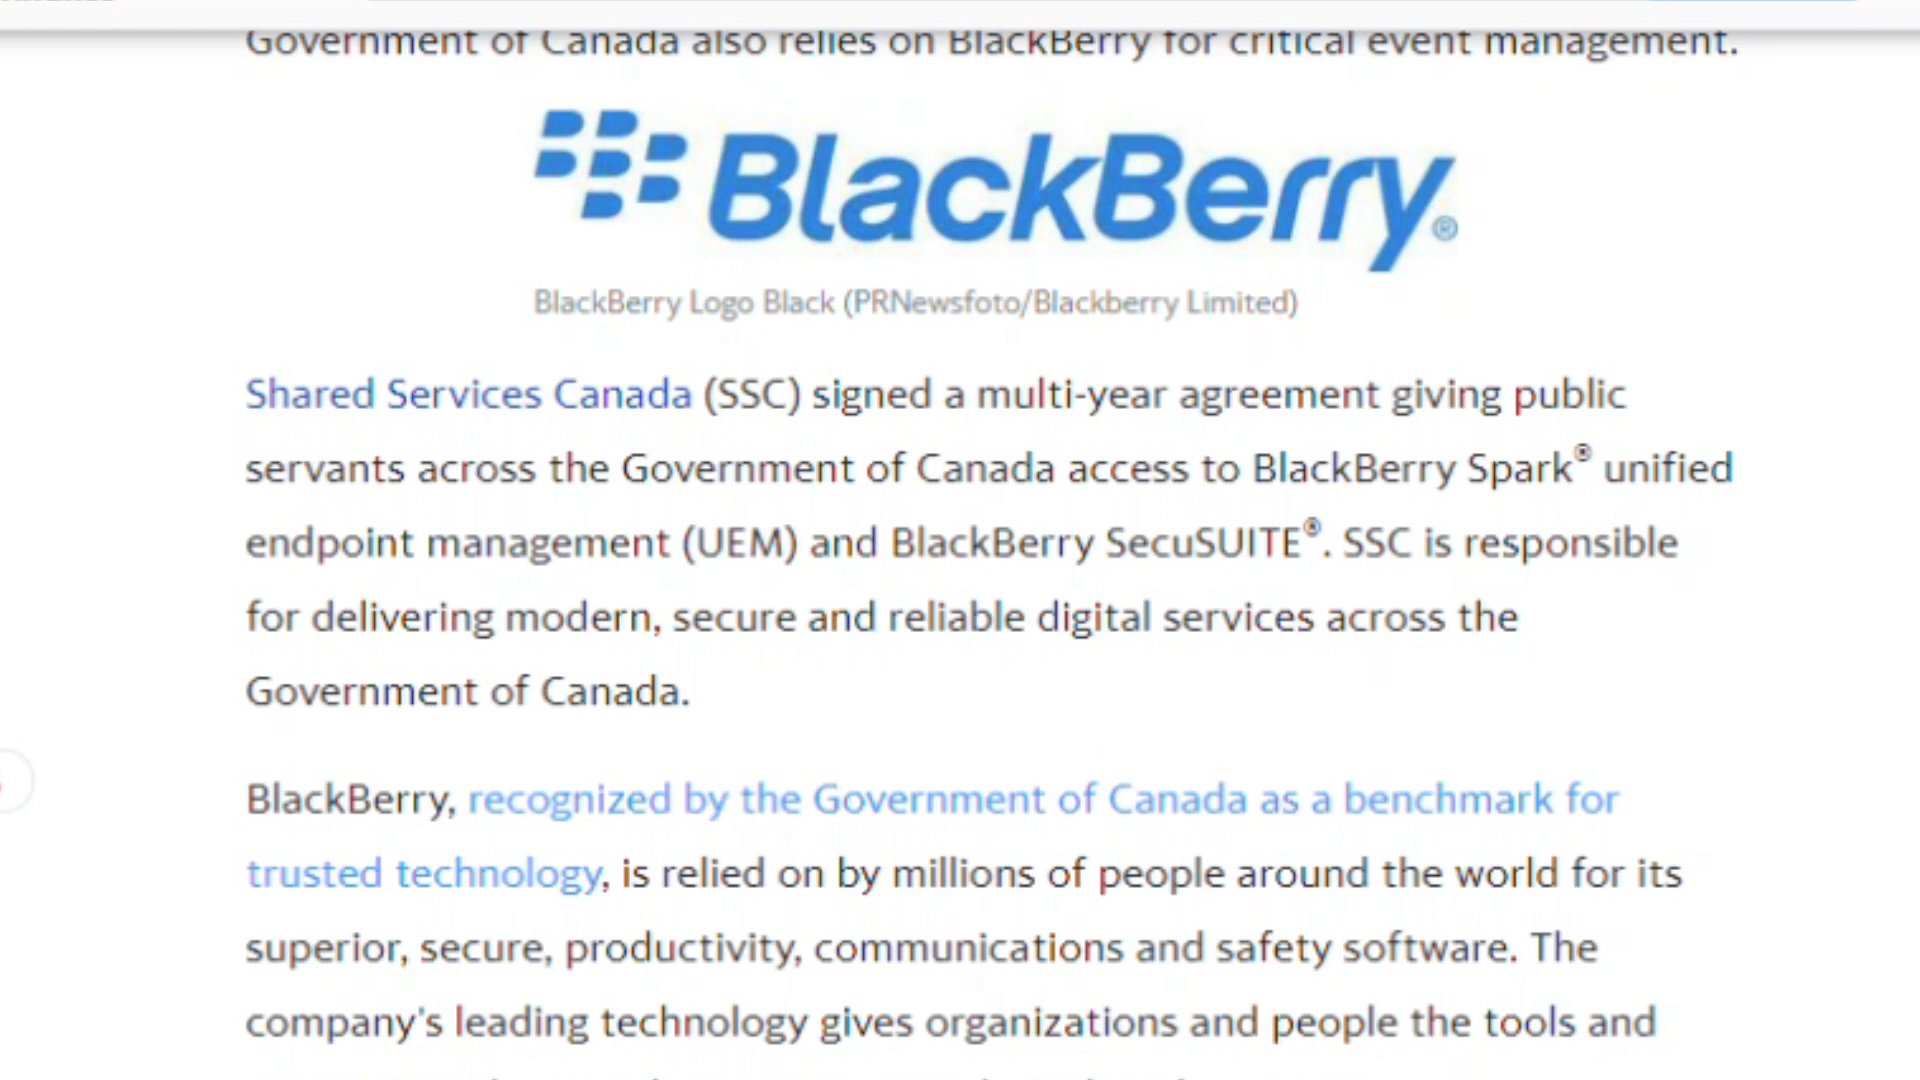 Government of Canada also relies on BlackBerry for critical event management.
BlackBerry®
BlackBerry Logo Black (PRNewsfoto/Blackberry Limited)
Shared Services Canada (SSC) signed a multi-year agreement giving public
servants across the Government of Canada access to BlackBerry Spark® unified
endpoint management (UEM) and BlackBerry SecuSUITE®. SSC is responsible
for delivering modern, secure and reliable digital services across the
Government of Canada.
BlackBerry, recognized by the Government of Canada as a benchmark for
trusted technology, is relied on by millions of people around the world for its
superior, secure, productivity, communications and safety software. The
company's leading technology gives organizations and people the tools and